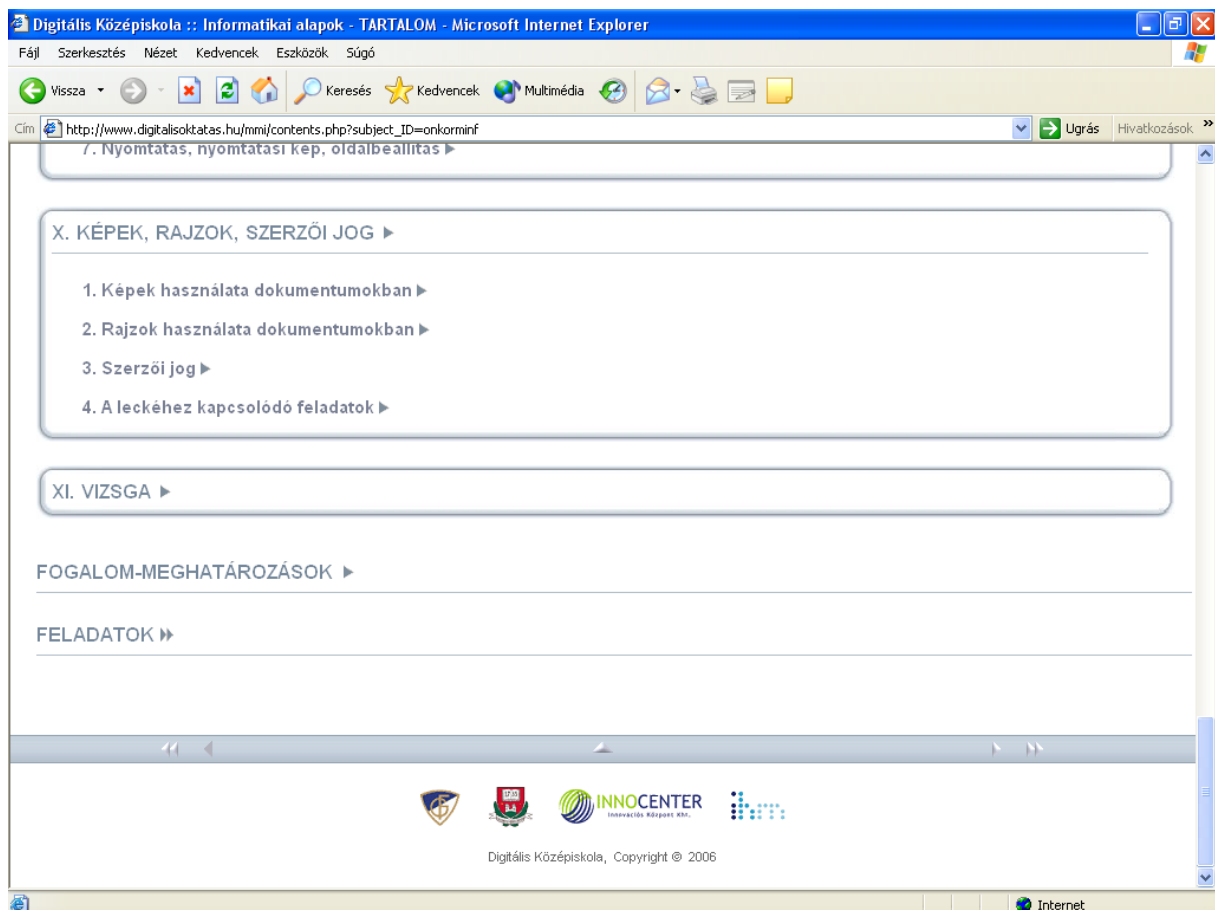 Digitális Középiskola :: Informatikai alapok - TARTALOM - Microsoft Internet Explorer
Fájl Szerkesztés Nézet Kedvencek Eszközök Súgó
Vissza Keresés Kedvencek Multimédia
Cím http://www.digitalisoktatas.hu/mmi/contents.php?subject_ID=onkorminf Ugrás Hivatkozások »
7. Nyomtatás, nyomtatási kép, oldalbeállítás
X. KÉPEK, RAJZOK, SZERZŐI JOG
1. Képek használata dokumentumokban
2. Rajzok használata dokumentumokban
3. Szerzői jog
4. A leckéhez kapcsolódó feladatok
XI. VIZSGA
FOGALOM-MEGHATÁROZÁSOK
FELADATOK
INNOCENTER
Innovációs Központ Kht.
Digitális Középiskola, Copyright © 2006
Internet